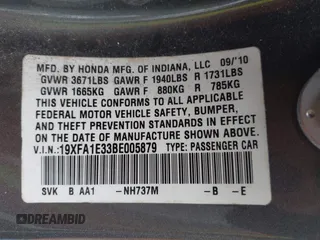 MFD. BY HONDA MFG. OF INDIANA, LLC 09/'10
GVWR 3671LBS GAWR F 1940LBS R 1731LBS
GVWR 1665KG GAWR F 880KG R 785KG
THIS VEHICLE CONFORMS TO ALL APPLICABLE
FEDERAL MOTOR VEHICLE SAFETY, BUMPER,
AND THEFT PREVENTION STANDARDS IN EFFECT
ON THE DATE OF MANUFACTURE SHOWN ABOVE.
V.I.N.: 19XFA1E33BE005879 TYPE: PASSENGER CAR
SVK B AA1 -NH737M -B -E
DREAMBID